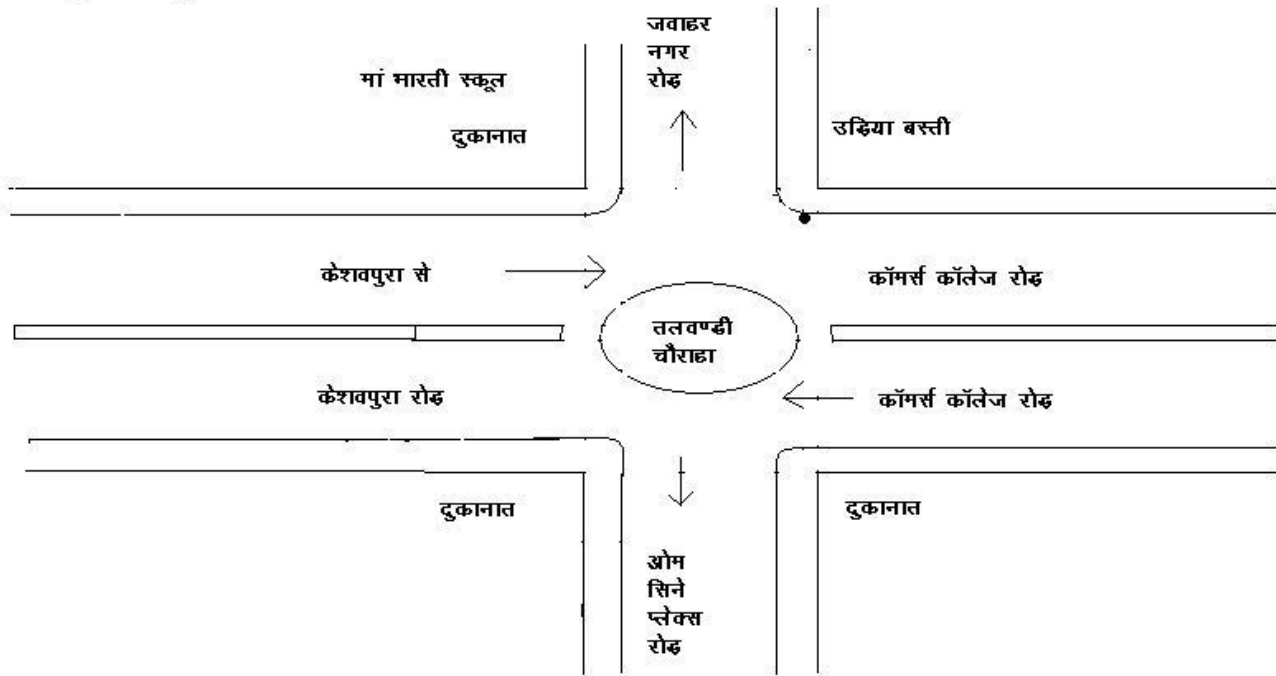 जवाहर
नगर
रोड़
मां मारती स्कूल
दुकानात
उड़िया बस्ती
केशवपुरा से
कॉमर्स कॉलेज रोड़
तलवण्डी
चौराहा
केशवपुरा रोड़
कॉमर्स कॉलेज रोड़
दुकानात
दुकानात
ओम
सिने
प्लेक्स
रोड़